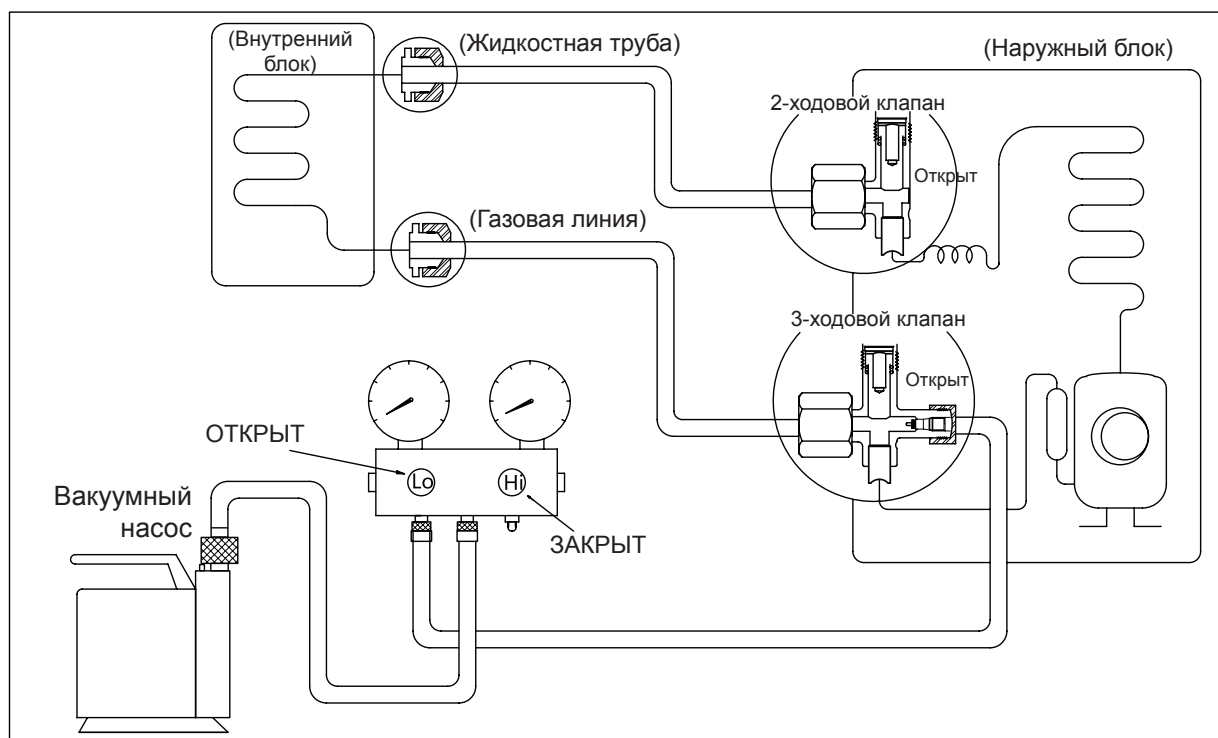 (Внутренний
блок)
(Жидкостная труба)
(Наружный блок)
2-ходовой клапан
Открыт
(Газовая линия)
3-ходовой клапан
Открыт
ОТКРЫТ
Lo
Hi
Вакуумный
насос
ЗАКРЫТ